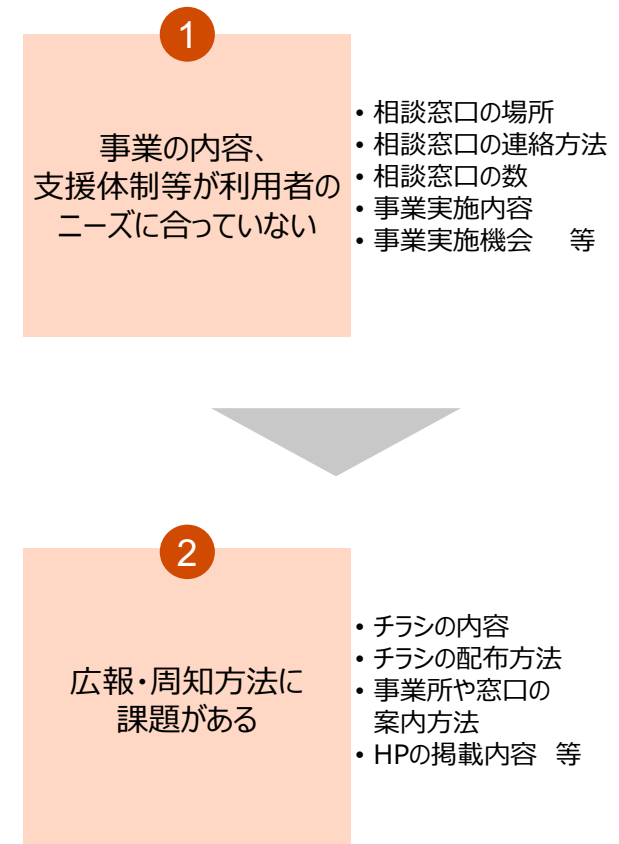 1
事業の内容、
支援体制等が利用者の
ニーズに合っていない
• 相談窓口の場所
• 相談窓口の連絡方法
• 相談窓口の数
• 事業実施内容
• 事業実施機会　等
2
広報・周知方法に
課題がある
• チラシの内容
• チラシの配布方法
• 事業所や窓口の
案内方法
• HPの掲載内容　等